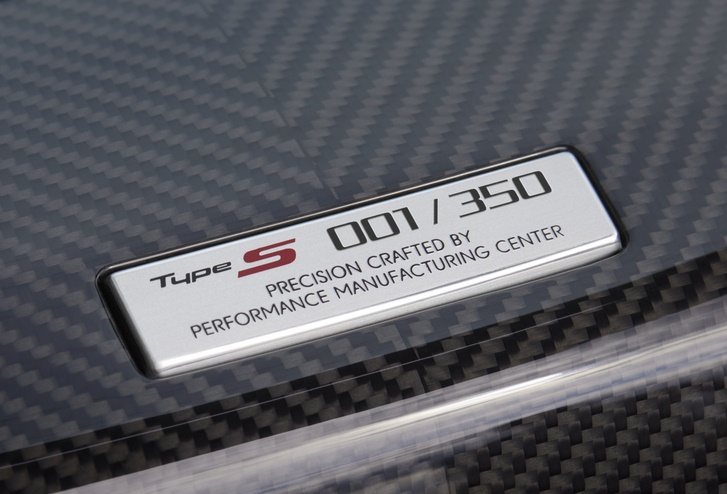 Type S 001 / 350
PRECISION CRAFTED BY
PERFORMANCE MANUFACTURING CENTER